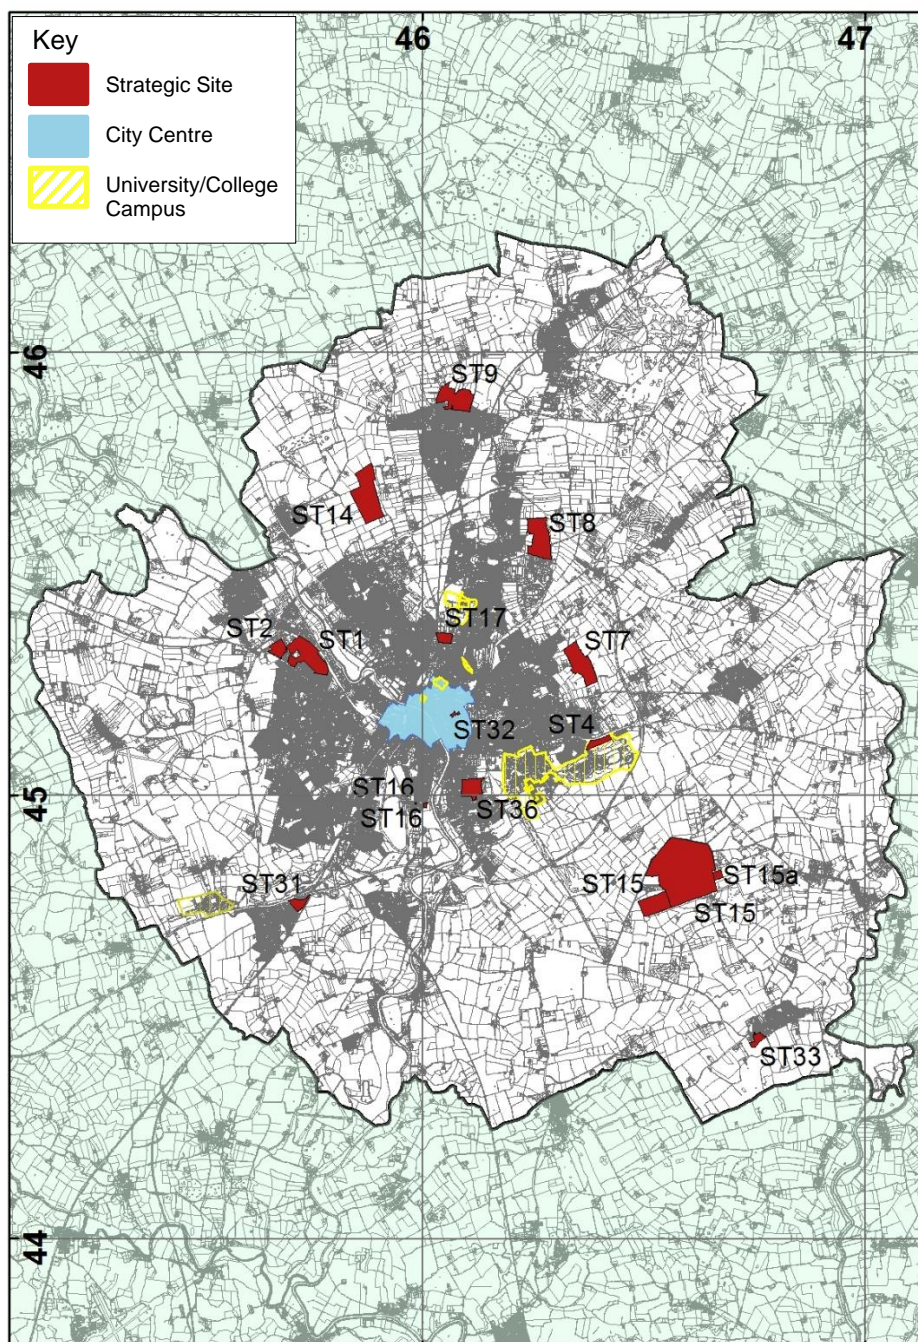 46
47
Key
Strategic Site
City Centre
University/College
Campus
46
ST9
ST14
ST8
ST17
ST2
ST1
ST7
ST32
ST4
45
ST16
ST16
ST36
ST15
ST15a
ST15
ST31
ST33
44